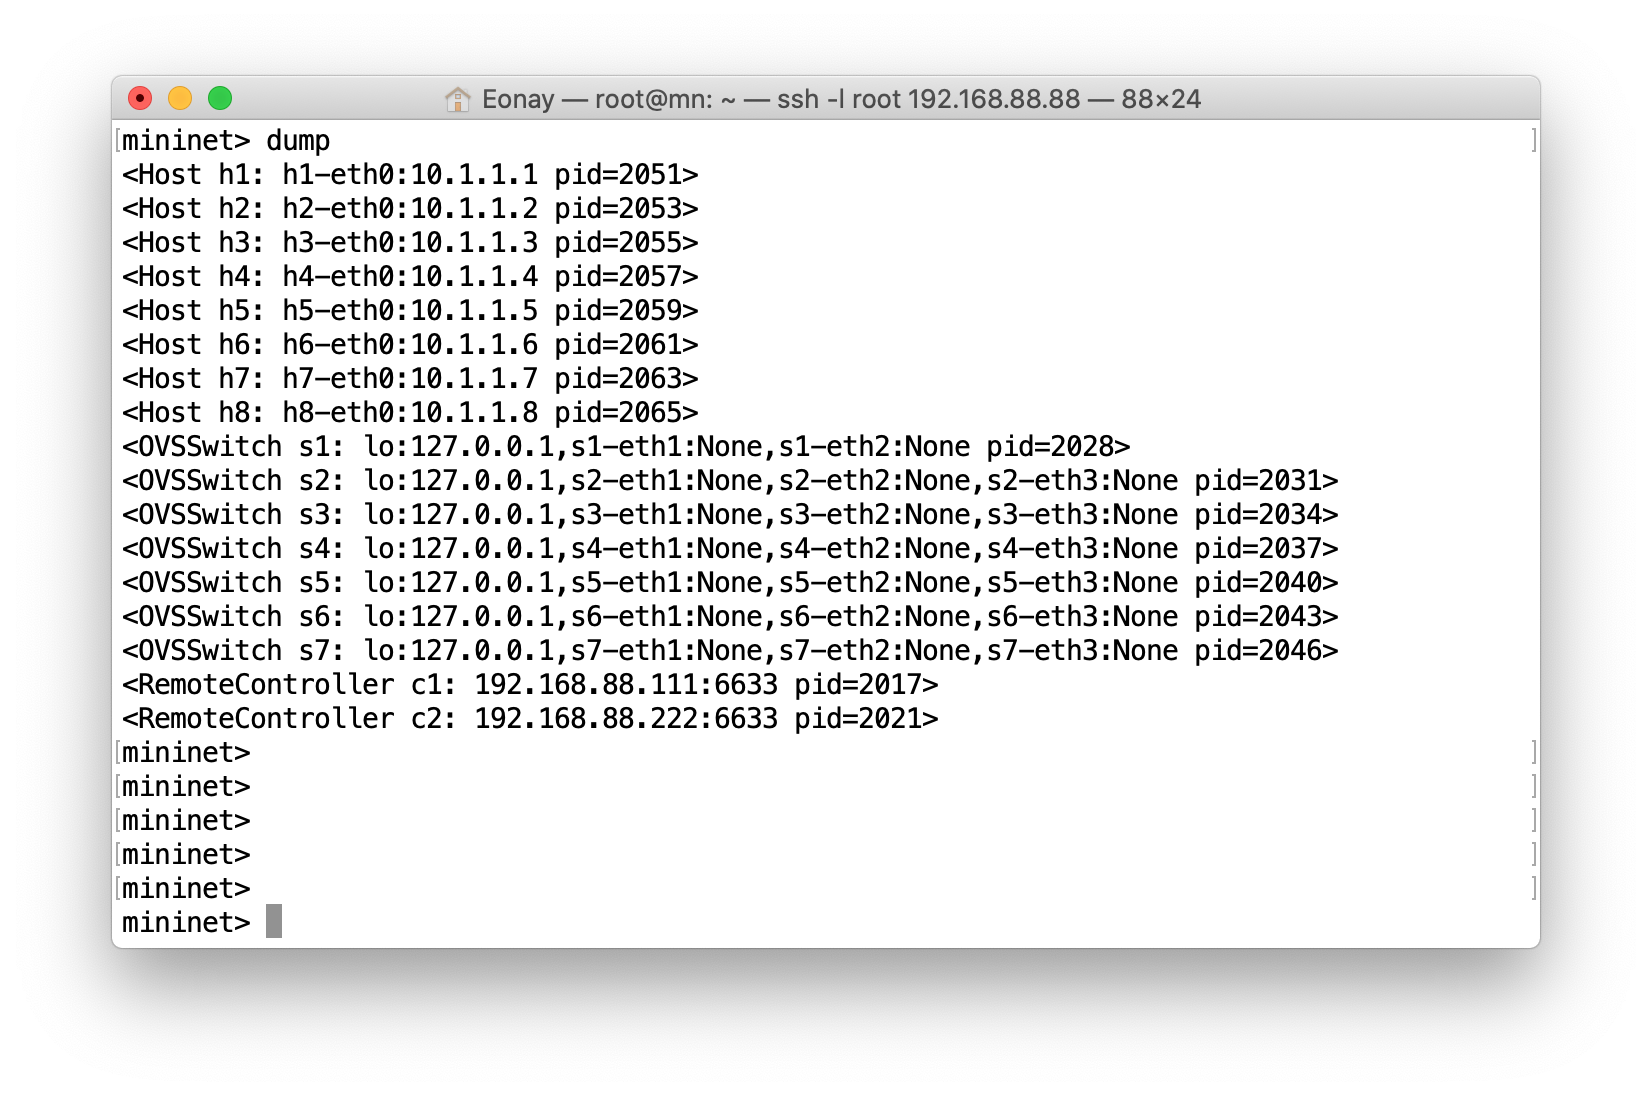 Eonay — root@mn: ~ — ssh -l root 192.168.88.88 — 88×24
[mininet> dump ]
<Host h1: h1-eth0:10.1.1.1 pid=2051>
<Host h2: h2-eth0:10.1.1.2 pid=2053>
<Host h3: h3-eth0:10.1.1.3 pid=2055>
<Host h4: h4-eth0:10.1.1.4 pid=2057>
<Host h5: h5-eth0:10.1.1.5 pid=2059>
<Host h6: h6-eth0:10.1.1.6 pid=2061>
<Host h7: h7-eth0:10.1.1.7 pid=2063>
<Host h8: h8-eth0:10.1.1.8 pid=2065>
<OVSSwitch s1: lo:127.0.0.1,s1-eth1:None,s1-eth2:None pid=2028>
<OVSSwitch s2: lo:127.0.0.1,s2-eth1:None,s2-eth2:None,s2-eth3:None pid=2031>
<OVSSwitch s3: lo:127.0.0.1,s3-eth1:None,s3-eth2:None,s3-eth3:None pid=2034>
<OVSSwitch s4: lo:127.0.0.1,s4-eth1:None,s4-eth2:None,s4-eth3:None pid=2037>
<OVSSwitch s5: lo:127.0.0.1,s5-eth1:None,s5-eth2:None,s5-eth3:None pid=2040>
<OVSSwitch s6: lo:127.0.0.1,s6-eth1:None,s6-eth2:None,s6-eth3:None pid=2043>
<OVSSwitch s7: lo:127.0.0.1,s7-eth1:None,s7-eth2:None,s7-eth3:None pid=2046>
<RemoteController c1: 192.168.88.111:6633 pid=2017>
<RemoteController c2: 192.168.88.222:6633 pid=2021>
[mininet> ]
[mininet> ]
[mininet> ]
[mininet> ]
[mininet> ]
mininet>